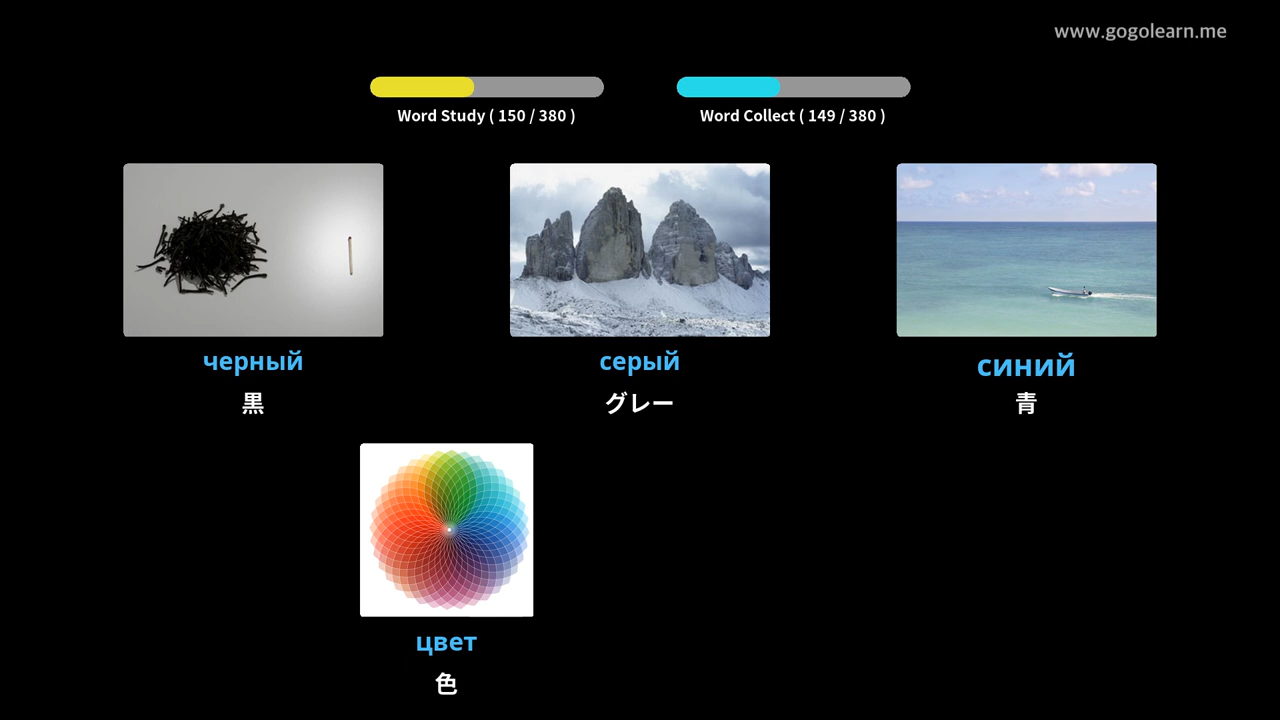 www.gogolearn.me
Word Study ( 150 / 380 )
Word Collect ( 149 / 380 )
черный
серый
синий
黒
グレー
青
цвет
色